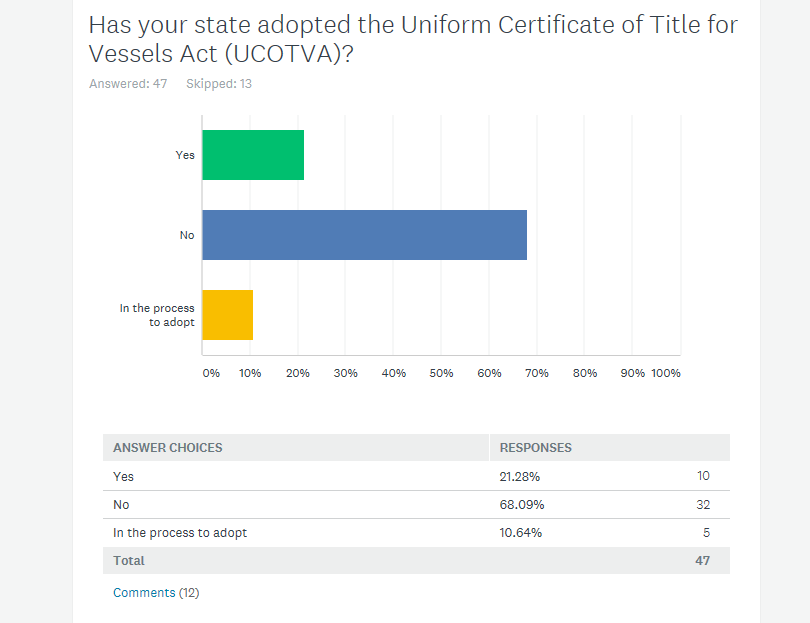 Has your state adopted the Uniform Certificate of Title for
Vessels Act (UCOTVA)?
Answered: 47 Skipped: 13
Yes
No
In the process
to adopt
0% 10% 20% 30% 40% 50% 60% 70% 80% 90% 100%
ANSWER CHOICES RESPONSES
Yes 21.28% 10
No 68.09% 32
In the process to adopt 10.64% 5
Total 47
Comments (12)